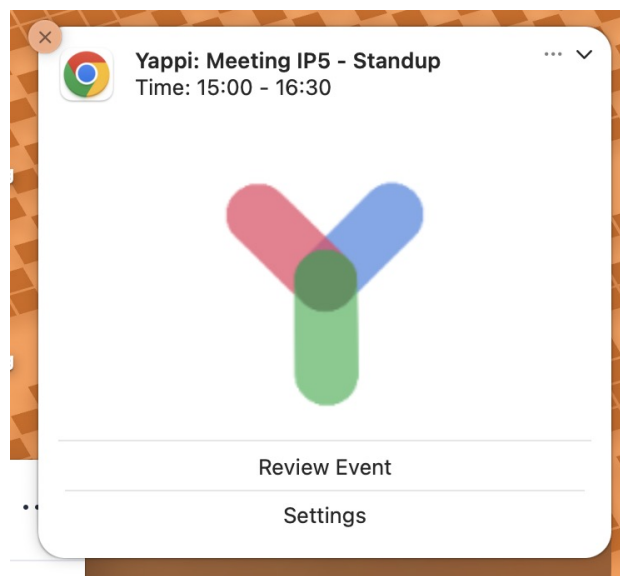 Yappi: Meeting IP5 - Standup
Time: 15:00 - 16:30
Review Event
Settings